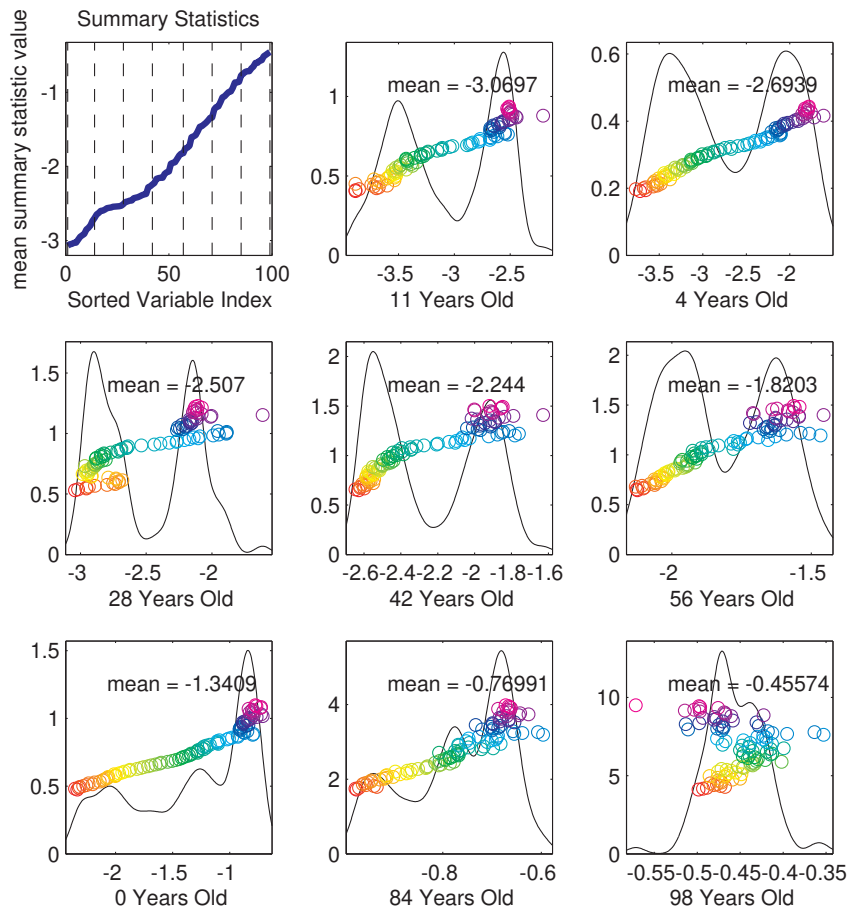 Summary Statistics
mean summary statistic value
-1
-2
-3
0 50 100
Sorted Variable Index
mean = -3.0697
1
0.5
0
-3.5 -3 -2.5
11 Years Old
mean = -2.6939
0.6
0.4
0.2
0
-3.5 -3 -2.5 -2
4 Years Old
mean = -2.507
1.5
1
0.5
0
-3 -2.5 -2
28 Years Old
mean = -2.244
2
1.5
1
0.5
0
-2.6 -2.4 -2.2 -2 -1.8 -1.6
42 Years Old
mean = -1.8203
2
1.5
1
0.5
0
-2 -1.5
56 Years Old
mean = -1.3409
1.5
1
0.5
0
-2 -1
0 Years Old
mean = -0.76991
4
2
0
-0.8 -0.6
84 Years Old
mean = -0.45574
10
5
0
-0.55 -0.5 -0.45 -0.4 -0.35
98 Years Old